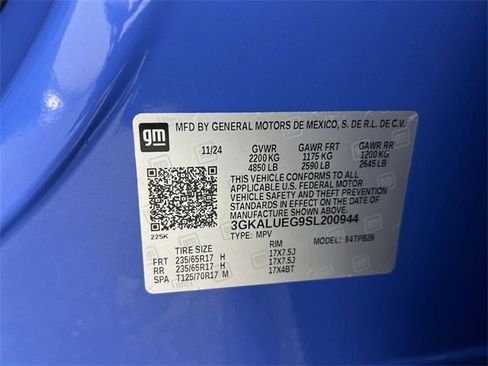 gm
MFD BY GENERAL MOTORS DE MEXICO, S. DE R.L. DE C.V.
11/24 GVWR GAWR FRT GAWR RR
2200 KG 1175 KG 1200 KG
4850 LB 2590 LB 2645 LB
THIS VEHICLE CONFORMS TO ALL
APPLICABLE U.S. FEDERAL MOTOR
VEHICLE SAFETY AND THEFT PREVENTION
STANDARDS IN EFFECT ON THE DATE OF
MANUFACTURE SHOWN ABOVE.
3GKALUEG9SL200944
225K TYPE: MPV MODEL: 94TPB26
TIRE SIZE RIM
FRT 235/65R17 H 17X7.5J
RR 235/65R17 H 17X7.5J
SPA T125/70R17 M 17X4BT